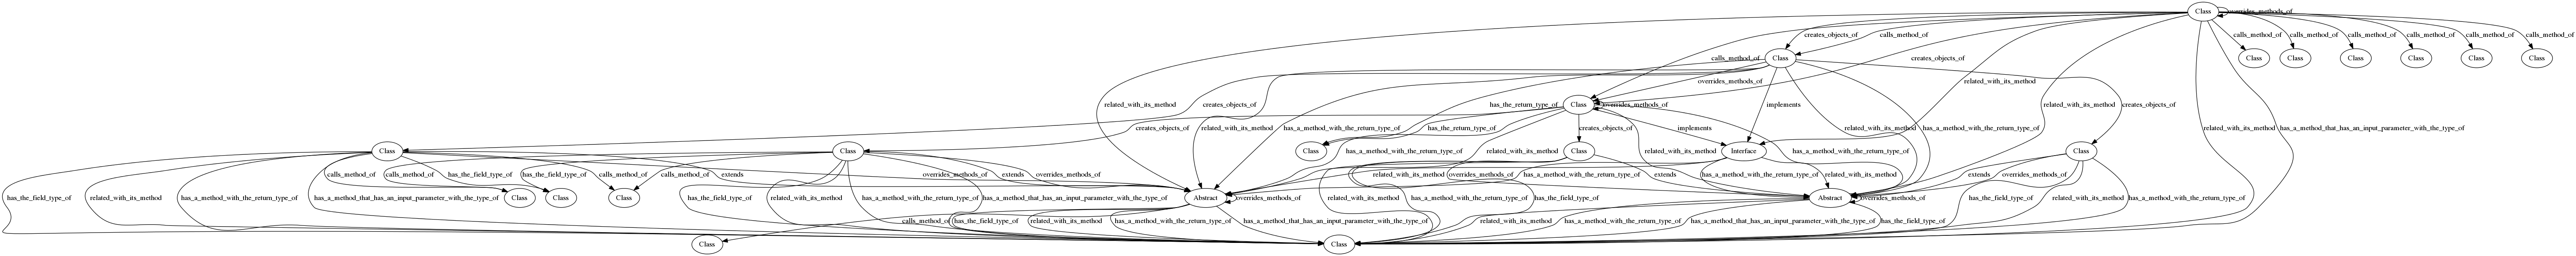 Class
overrides_methods_of
creates_objects_of
calls_method_of
calls_method_of
calls_method_of
calls_method_of
calls_method_of
calls_method_of
calls_method_of
Class
calls_method_of
creates_objects_of
Class
Class
Class
Class
Class
Class
overrides_methods_of
related_with_its_method
related_with_its_method
creates_objects_of
has_the_return_type_of
implements
related_with_its_method
creates_objects_of
Class
overrides_methods_of
creates_objects_of
related_with_its_method
has_a_method_with_the_return_type_of
has_the_return_type_of
creates_objects_of
implements
related_with_its_method
has_a_method_with_the_return_type_of
related_with_its_method
has_a_method_that_has_an_input_parameter_with_the_type_of
Class
Class
Class
has_a_method_with_the_return_type_of
related_with_its_method
Class
related_with_its_method
Interface
has_a_method_with_the_return_type_of
Class
calls_method_of
calls_method_of
has_the_field_type_of
has_the_field_type_of
calls_method_of
calls_method_of
extends
overrides_methods_of
extends
overrides_methods_of
related_with_its_method
overrides_methods_of
has_a_method_with_the_return_type_of
extends
has_a_method_with_the_return_type_of
related_with_its_method
extends
overrides_methods_of
has_the_field_type_of
related_with_its_method
has_a_method_with_the_return_type_of
has_a_method_that_has_an_input_parameter_with_the_type_of
Class
Class
Class
has_the_field_type_of
related_with_its_method
has_a_method_with_the_return_type_of
has_a_method_that_has_an_input_parameter_with_the_type_of
Abstract
overrides_methods_of
related_with_its_method
has_a_method_with_the_return_type_of
has_the_field_type_of
Abstract
overrides_methods_of
has_the_field_type_of
related_with_its_method
has_a_method_with_the_return_type_of
calls_method_of
has_the_field_type_of
related_with_its_method
has_a_method_with_the_return_type_of
has_a_method_that_has_an_input_parameter_with_the_type_of
related_with_its_method
has_a_method_with_the_return_type_of
has_a_method_that_has_an_input_parameter_with_the_type_of
has_the_field_type_of
Class
Class